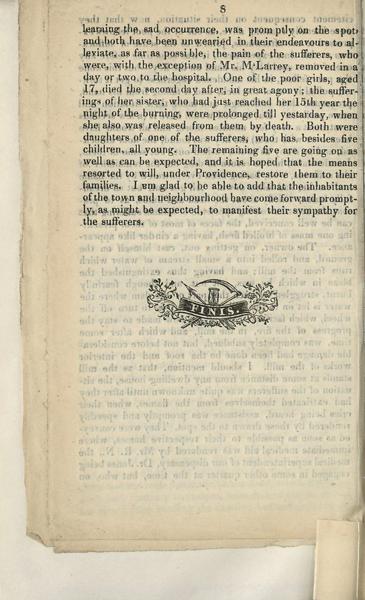 8
learning the sad occurrence, was promptly on the spot
and both have been unwearied in their endeavours to al-
leviate, as far as possible, the pain of the sufferers, who
were, with the exception of Mr. M'Larrey, removed in a
day or two to the hospital. One of the poor girls, aged
17, died the second day after, in great agony; the suffer-
ings of her sister, who had just reached her 15th year the
night of the burning, were prolonged till yesterday, when
she also was released from them by death. Both were
daughters of one of the sufferers, who has besides five
children, all young. The remaining five are going on as
well as can be expected, and it is hoped that the means
resorted to will, under Providence, restore them to their
families. I am glad to be able to add that the inhabitants
of the town and neighbourhood have come forward prompt-
ly, as might be expected, to manifest their sympathy for
the sufferers.
FINIS.